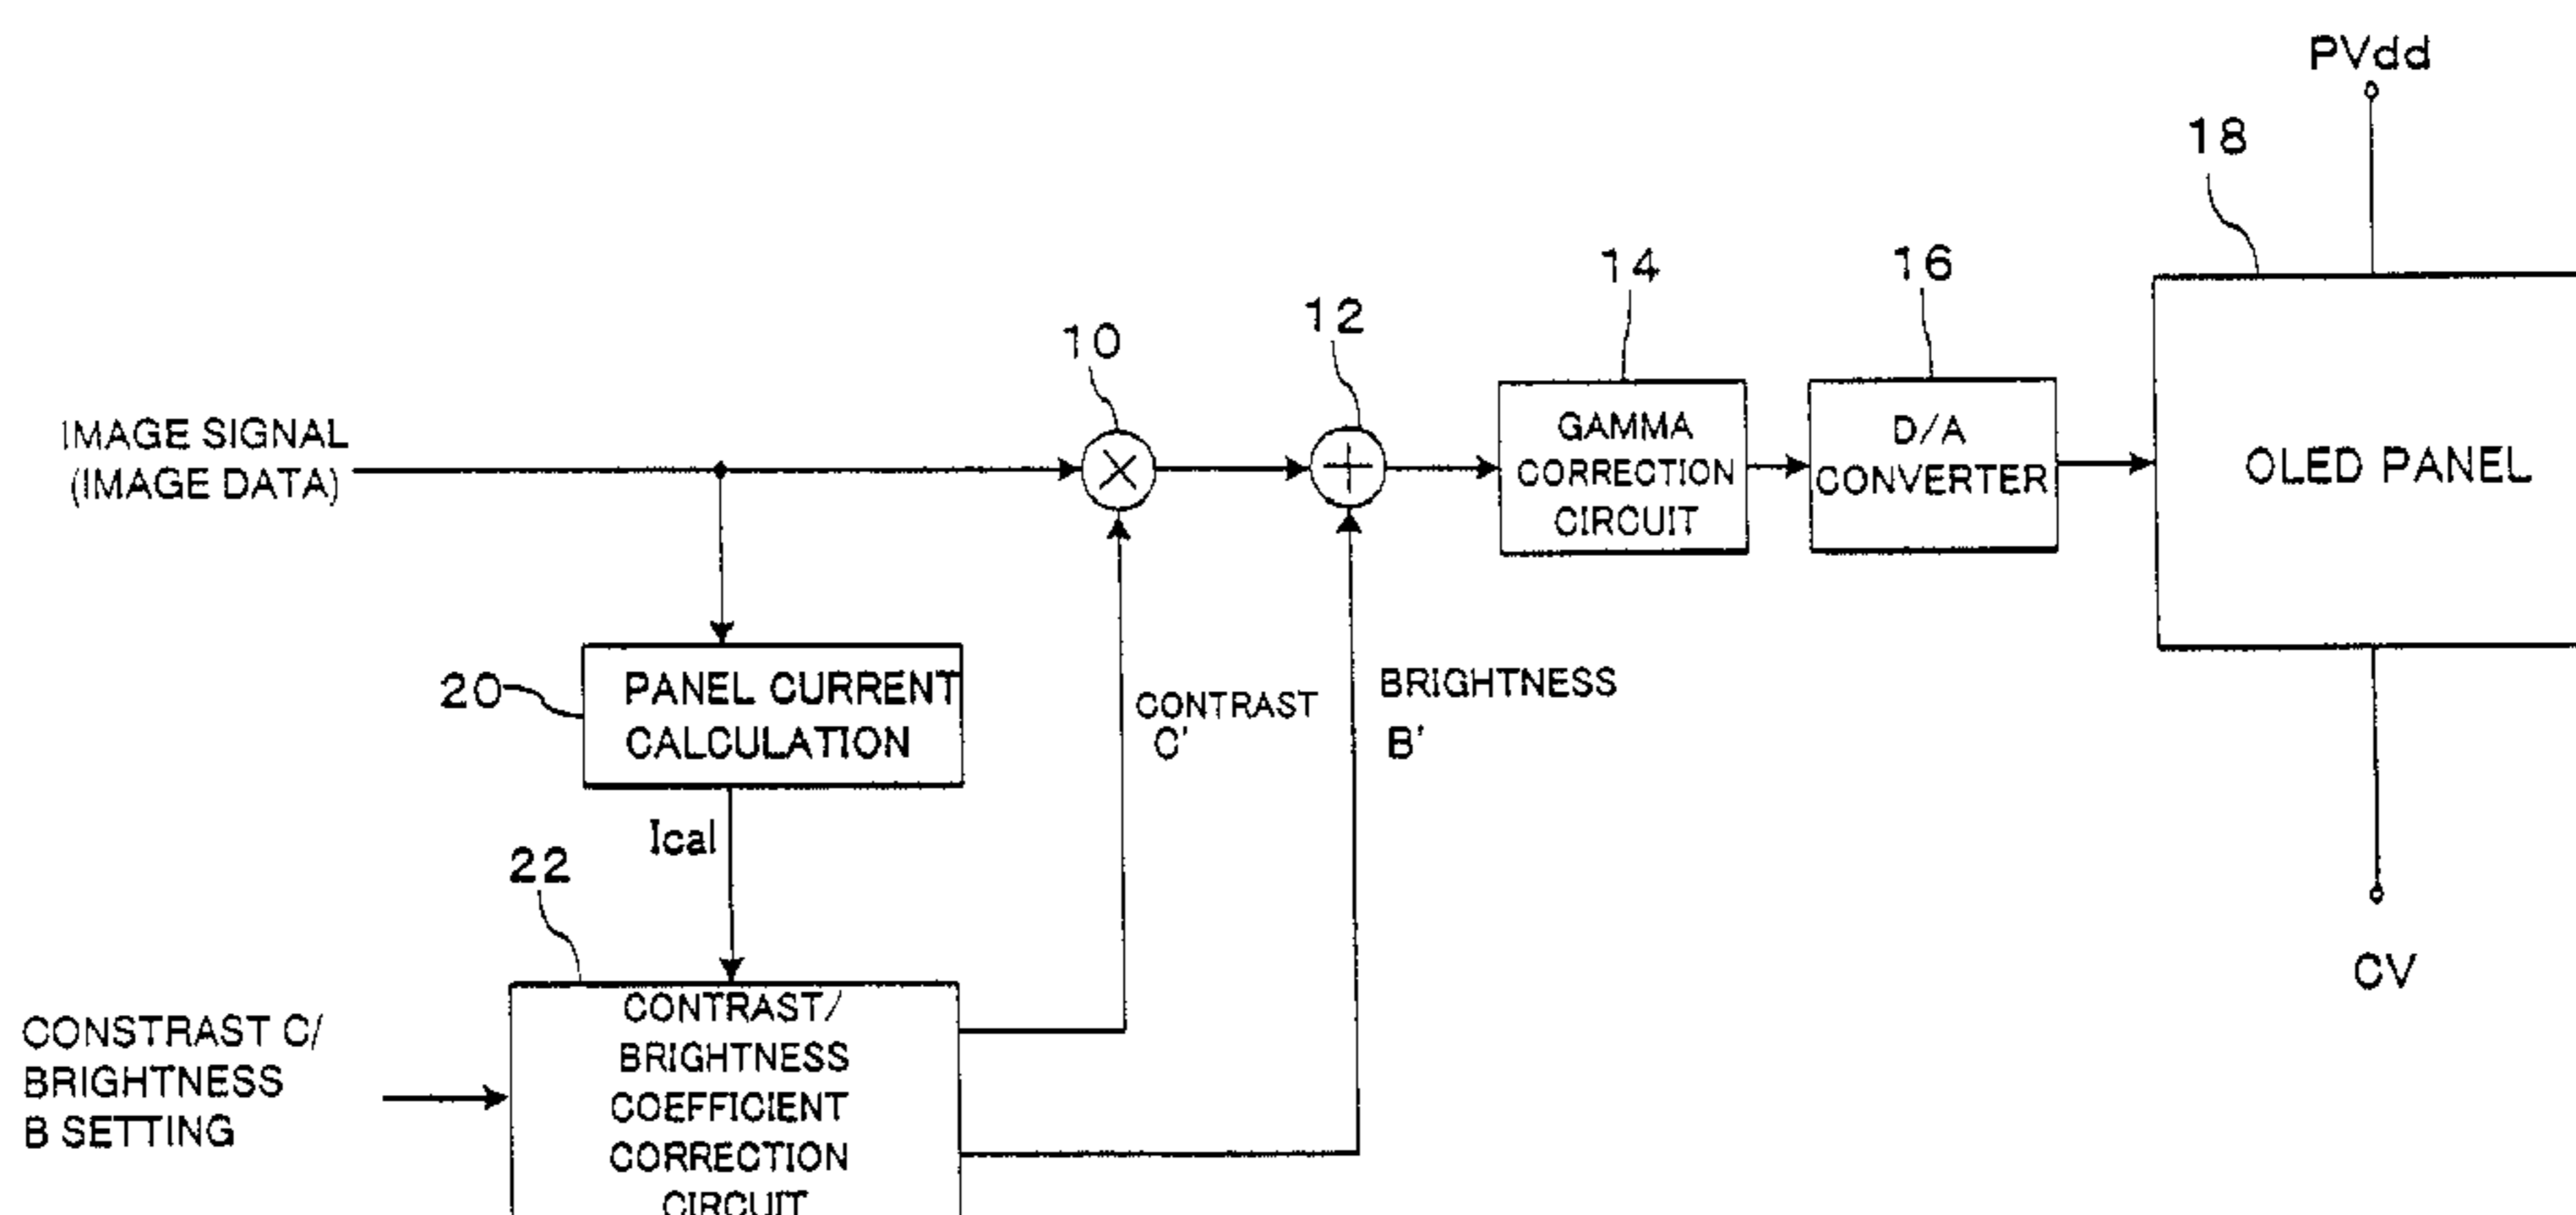 PVdd
18
14
16
12
10
IMAGE SIGNAL
(IMAGE DATA)
GAMMA
CORRECTION
CIRCUIT
D/A
CONVERTER
OLED PANEL
20
PANEL CURRENT
CALCULATION
CONTRAST
C'
BRIGHTNESS
B'
Ical
22
CV
CONSTRAST C/
BRIGHTNESS
B SETTING
CONTRAST/
BRIGHTNESS
COEFFICIENT
CORRECTION
CIRCUIT